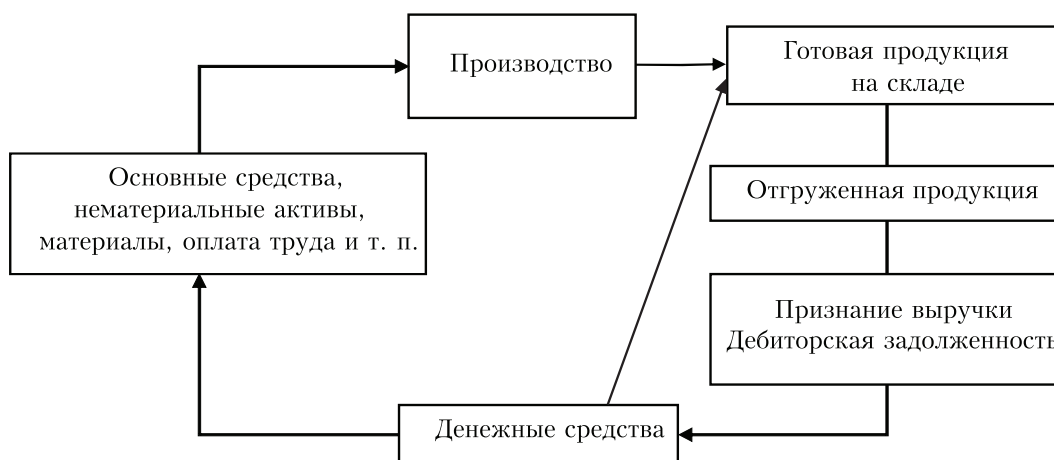 Производство
Готовая продукция
на складе
Основные средства,
нематериальные активы,
материалы, оплата труда и т. п.
Отгруженная продукция
Признание выручки
Дебиторская задолженность
Денежные средства